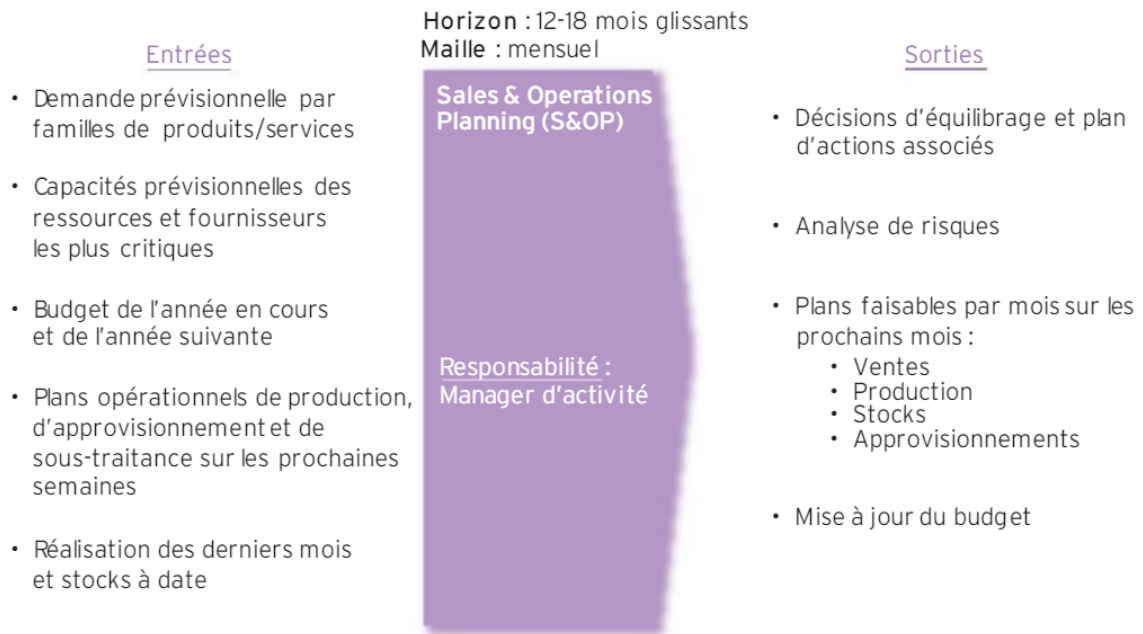 Horizon : 12-18 mois glissants
Maille : mensuel
Entrées
• Demande prévisionnelle par
familles de produits/services
• Capacités prévisionnelles des
ressources et fournisseurs
les plus critiques
• Budget de l'année en cours
et de l'année suivante
• Plans opérationnels de production,
d'approvisionnement et de
sous-traitance sur les prochaines
semaines
• Réalisation des derniers mois
et stocks à date
Sales & Operations
Planning (S&OP)
Responsabilité :
Manager d'activité
Sorties
• Décisions d'équilibrage et plan
d'actions associés
• Analyse de risques
• Plans faisables par mois sur les
prochains mois :
• Ventes
• Production
• Stocks
• Approvisionnements
• Mise à jour du budget